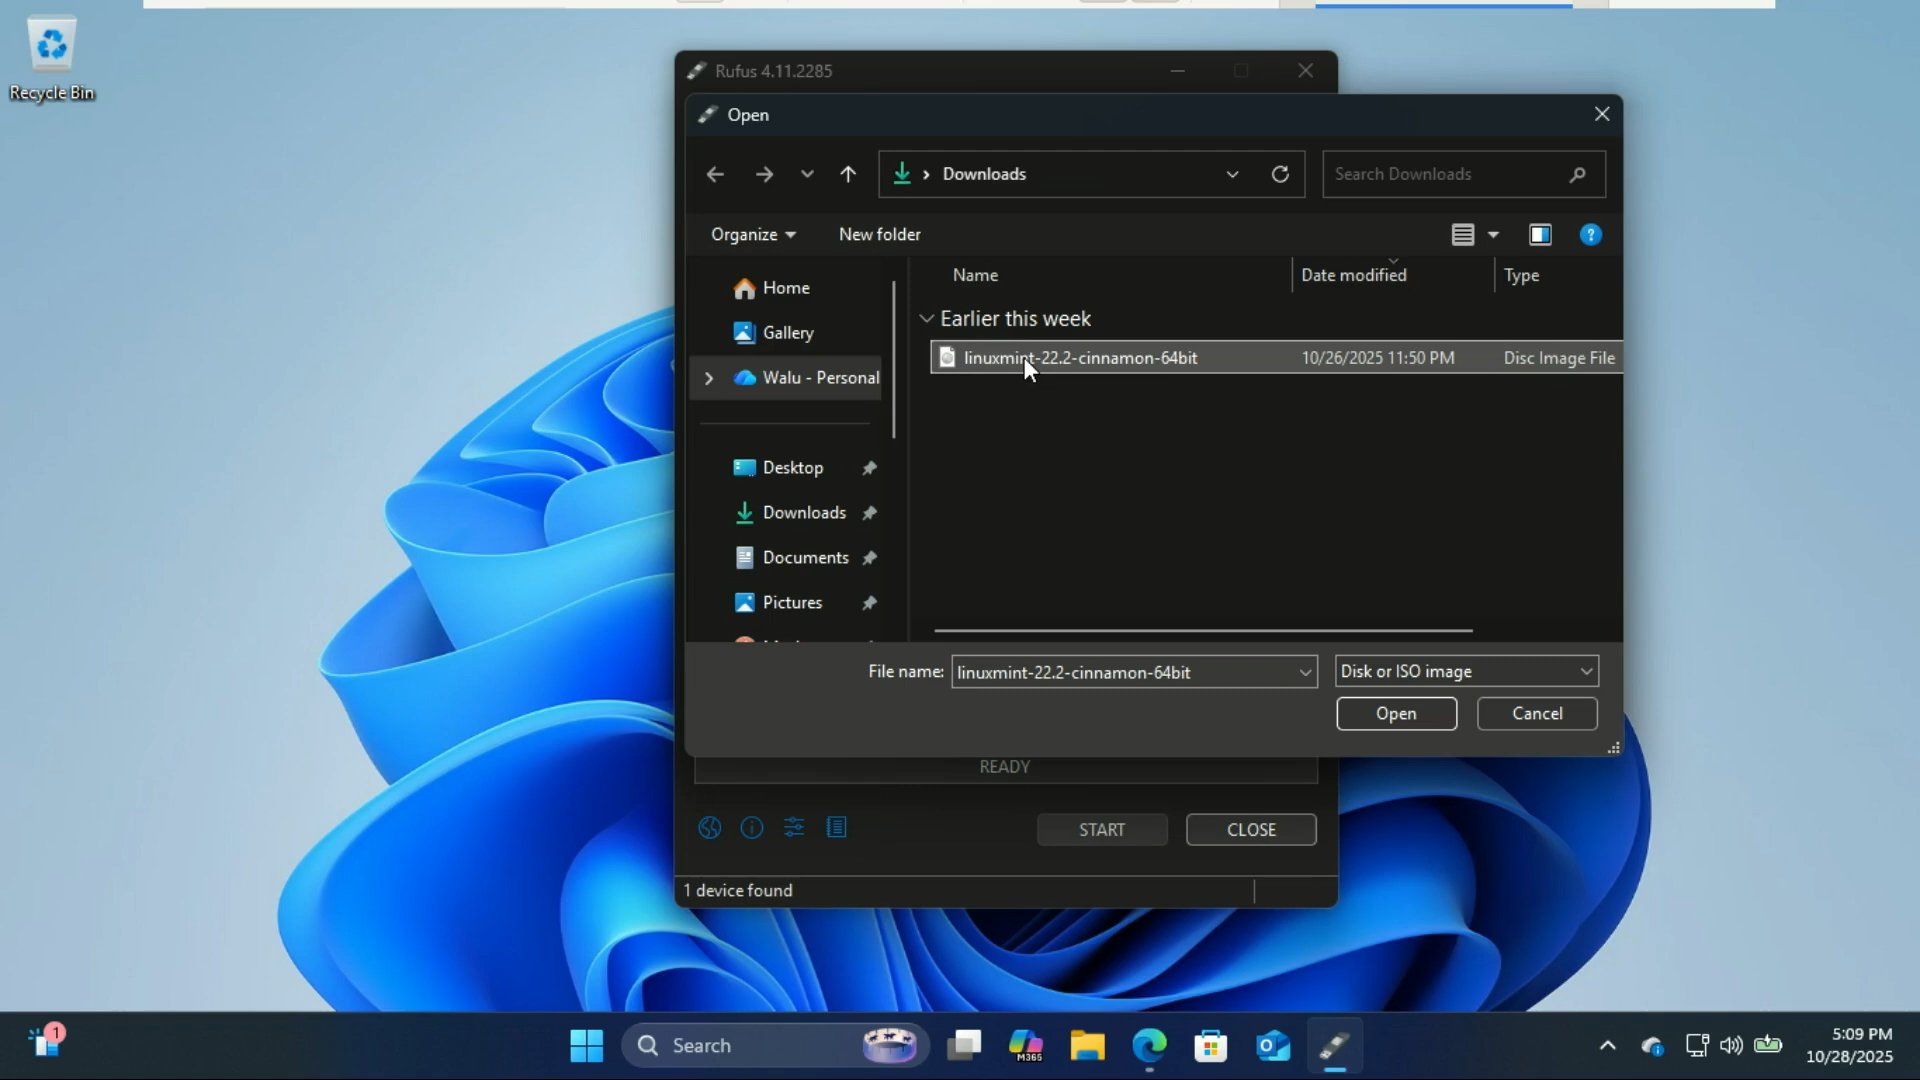 Recycle Bin
Rufus 4.11.2285
Open
Downloads
Search Downloads
Organize
New folder
?
Name
Date modified
Type
Home
Gallery
Walu - Personal
Desktop
Downloads
Documents
Pictures
Earlier this week
linuxmint-22.2-cinnamon-64bit
10/26/2025 11:50 PM
Disc Image File
File name:
linuxmint-22.2-cinnamon-64bit
Disk or ISO image
Open
Cancel
READY
START
CLOSE
1 device found
1
Search
M365
5:09 PM
10/28/2025